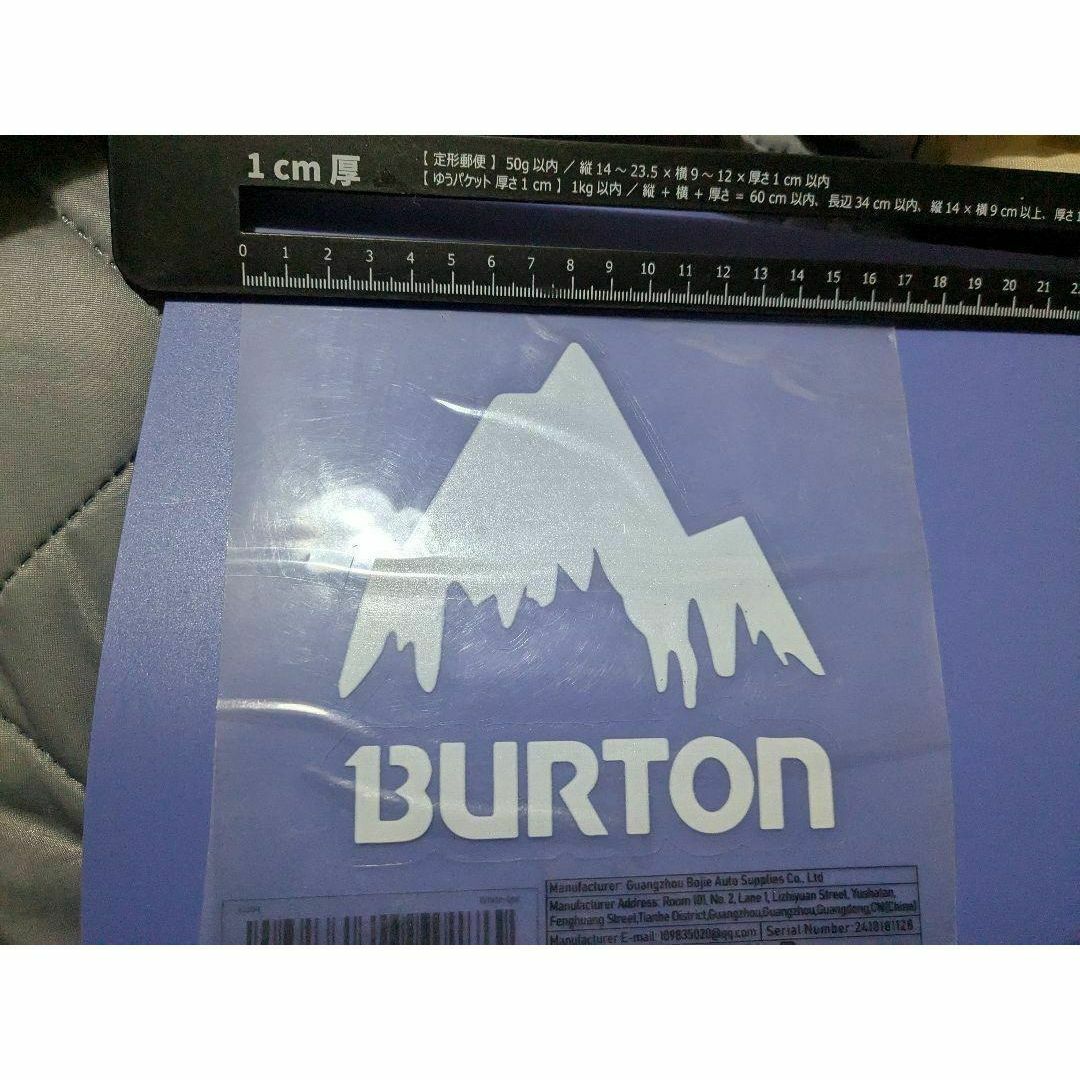 1 cm 厚
【 定形郵便 】 50g 以内 ／ 縦 14 〜 23.5 × 横 9 〜 12 × 厚さ 1 cm 以内
【 ゆうパケット 厚さ 1 cm 】 1kg 以内 ／ 縦 + 横 + 厚さ = 60 cm 以内、長辺 34 cm 以内、縦 14 × 横 9 cm 以上、厚さ
0 1 2 3 4 5 6 7 8 9 10 11 12 13 14 15 16 17 18 19 20 21
BURTON
Manufacturer: Guangzhou Bajie Auto Supplies Co., Ltd
Manufacturer Address: Room 101, No. 2, Lane 1, Lizhiyuan Street, Yushatan,
Fenghuang Street,Tianhe District,Guangzhou,Guangzhou,Guangdong,CN(China)
Manufacturer E-mail: 109835020@qq.com Serial Number: 2410181126